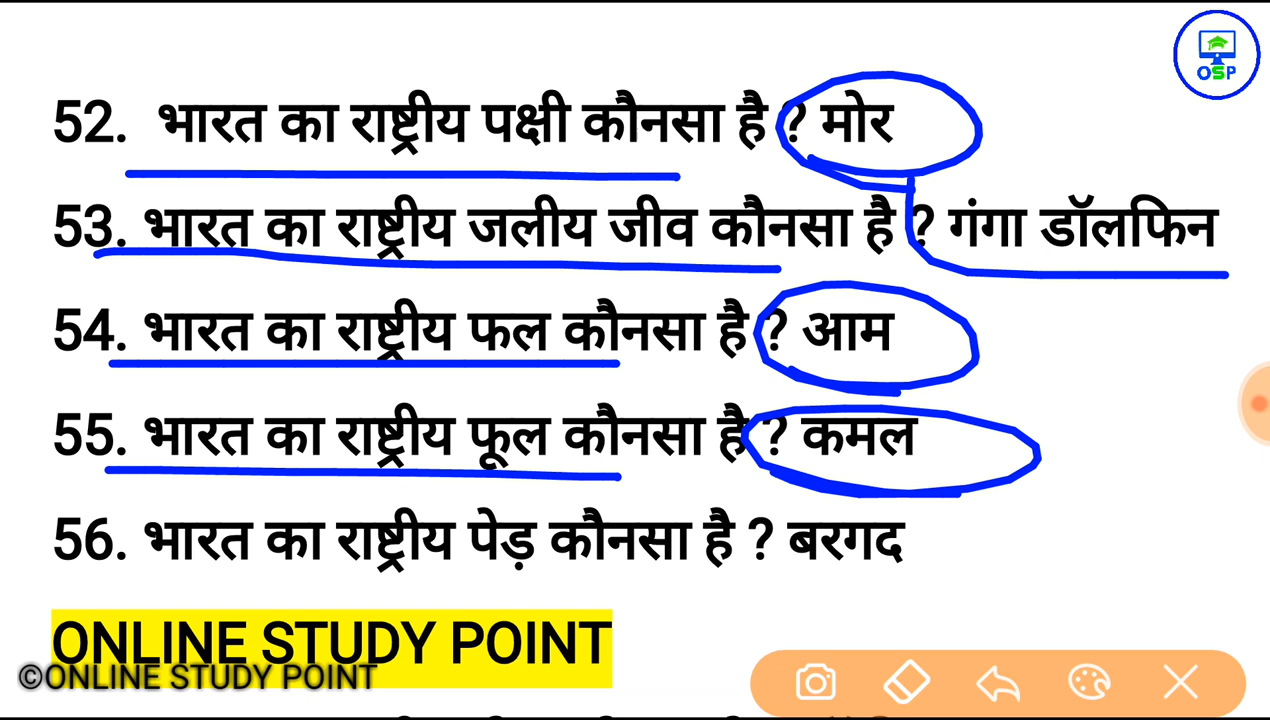 OSP
52. भारत का राष्ट्रीय पक्षी कौनसा है ? मोर
53. भारत का राष्ट्रीय जलीय जीव कौनसा है ? गंगा डॉलफिन
54. भारत का राष्ट्रीय फल कौनसा है ? आम
55. भारत का राष्ट्रीय फूल कौनसा है ? कमल
56. भारत का राष्ट्रीय पेड़ कौनसा है ? बरगद
ONLINE STUDY POINT
©ONLINE STUDY POINT